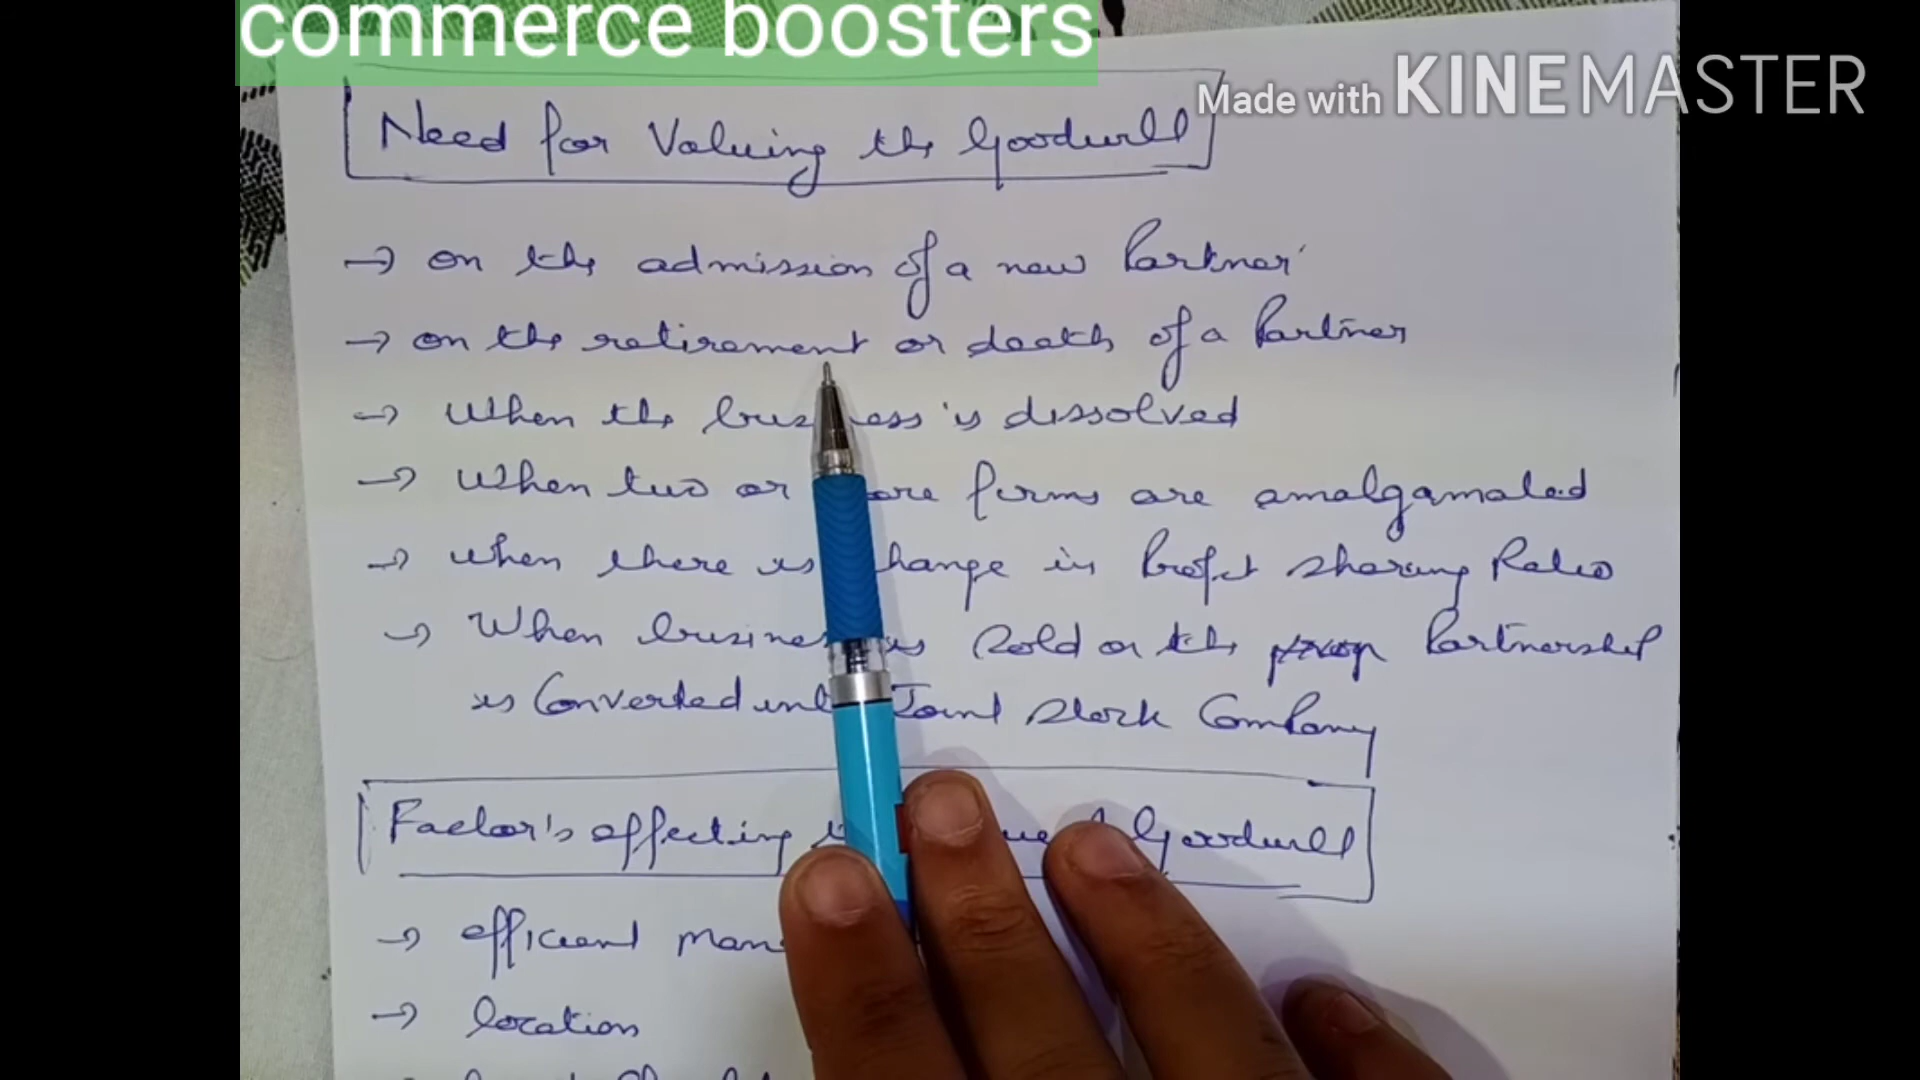 commerce boosters
Made with KINEMASTER
Need for Valuing the Goodwill
→ on the admission of a new Partner
→ on the retirement or death of a Partner
→ When the business is dissolved
→ When two or more firms are amalgamated
→ when there is change in Profit sharing Ratio
→ When business is Sold or the Partnership
is Converted into Joint Stock Company
Factor's affecting Goodwill
→ efficient
→ location